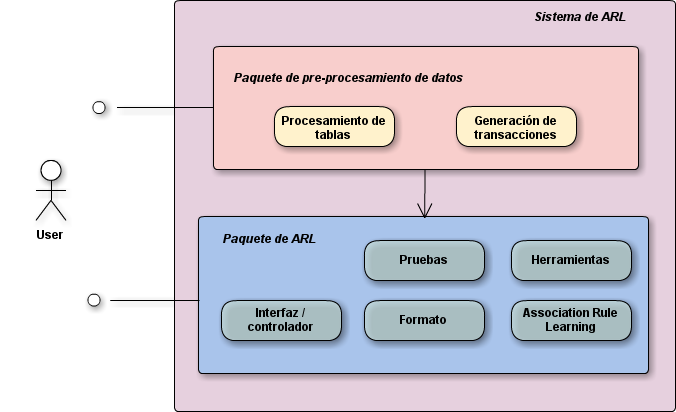 Sistema de ARL
Paquete de pre-procesamiento de datos
Procesamiento de
tablas
Generación de
transacciones
User
Paquete de ARL
Pruebas
Herramientas
Interfaz /
controlador
Formato
Association Rule
Learning